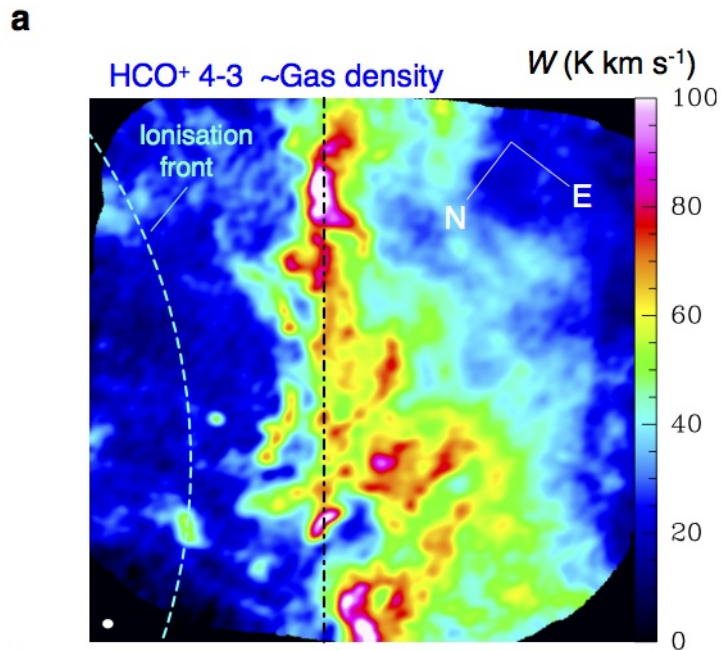 a
HCO⁺ 4-3 ~Gas density
W (K km s⁻¹)
Ionisation
front
N
E
100
80
60
40
20
0